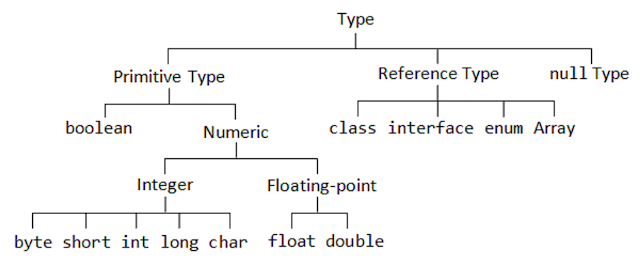 Type
Primitive Type Reference Type null Type
boolean Numeric class interface enum Array
Integer Floating-point
byte short int long char float double